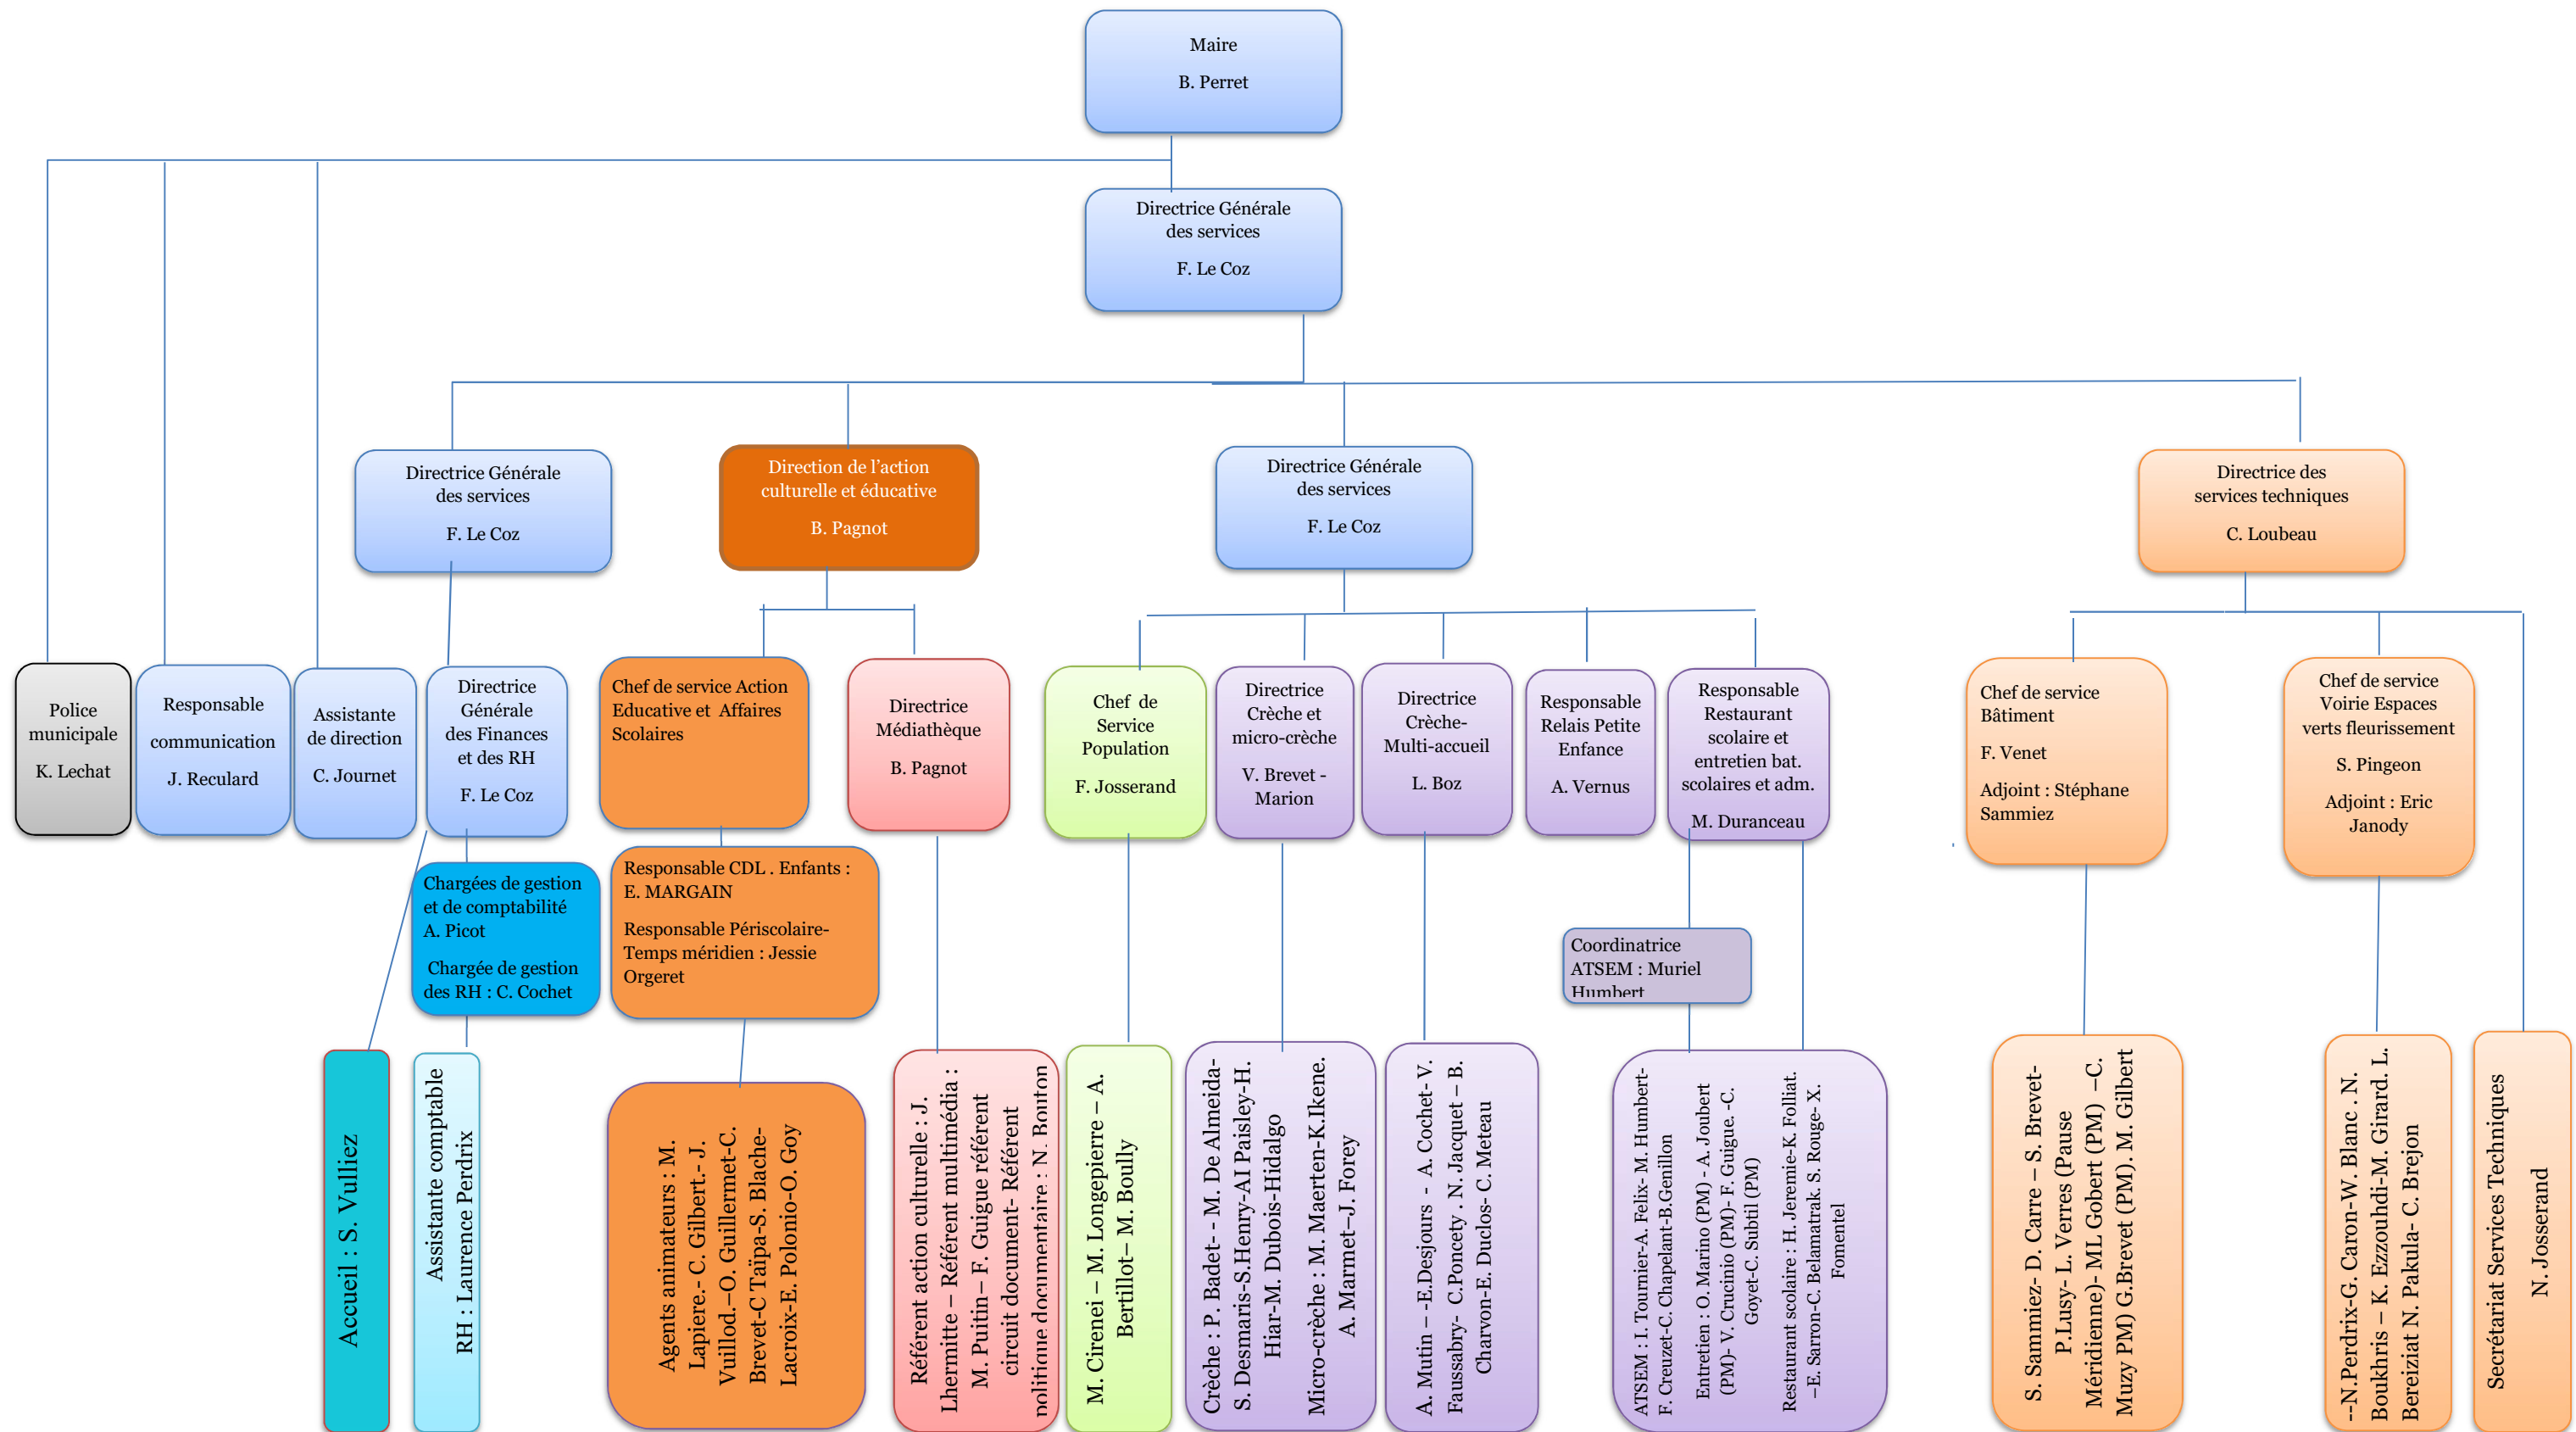 Maire
B. Perret
Directrice Générale
des services
F. Le Coz
Directrice Générale
des services
F. Le Coz
Direction de l’action
culturelle et éducative
B. Pagnot
Directrice Générale
des services
F. Le Coz
Directrice des
services techniques
C. Loubeau
Police
municipale
K. Lechat
Responsable
communication
J. Reculard
Assistante
de direction
C. Journet
Directrice
Générale
des Finances
et des RH
F. Le Coz
Chef de service Action
Educative et Affaires
Scolaires
Directrice
Médiathèque
B. Pagnot
Chef de
Service
Population
F. Josserand
Directrice
Crèche et
micro-crèche
V. Brevet -
Marion
Directrice
Crèche-
Multi-accueil
L. Boz
Responsable
Relais Petite
Enfance
A. Vernus
Responsable
Restaurant
scolaire et
entretien bat.
scolaires et adm.
M. Duranceau
Chef de service
Bâtiment
F. Venet
Adjoint : Stéphane
Sammiez
Chef de service
Voirie Espaces
verts fleurissement
S. Pingeon
Adjoint : Eric
Janody
Chargées de gestion
et de comptabilité
A. Picot
Chargée de gestion
des RH : C. Cochet
Responsable CDL . Enfants :
E. MARGAIN
Responsable Périscolaire-
Temps méridien : Jessie
Orgeret
Coordinatrice
ATSEM : Muriel
Humbert
Accueil : S. Vulliez
Assistante comptable
RH : Laurence Perdrix
Agents animateurs : M.
Lapiere.- C. Gilbert.- J.
Vuillod.–O. Guillermet-C.
Brevet-C Taïpa-S. Blache-
Lacroix-E. Polonio-O. Goy
Référent action culturelle : J.
Lhermitte – Référent multimédia :
M. Puitin– F. Guigue référent
circuit document- Référent
politique documentaire : N. Bouton
M. Cirenei – M. Longepierre – A.
Bertillot– M. Boully
Crèche : P. Badet- - M. De Almeida-
S. Desmaris-S.Henry-AI Paisley-H.
Hiar-M. Dubois-Hidalgo
Micro-crèche : M. Maerten-K.Ikene.
A. Marmet–J. Forey
A. Mutin – -E.Desjours - A. Cochet- V.
Faussabry- C.Poncety . N. Jacquet – B.
Charvon-E. Duclos- C. Meteau
ATSEM : I. Tournier-A. Felix- M. Humbert-
F. Creuzet-C. Chapelant-B.Genillon
Entretien : O. Marino (PM) - A. Joubert
(PM)- V. Crucinio (PM)- F. Guigue. -C.
Goyet-C. Subtil (PM)
Restaurant scolaire : H. Jeremie-K. Folliat.
–E. Sarron-C. Belamatrak. S. Rouge- X.
Fomentel
S. Sammiez- D. Carre – S. Brevet-
P.Lusy- L. Verres (Pause
Méridienne)- ML Gobert (PM) –C.
Muzy PM) G.Brevet (PM). M. Gilbert
--N.Perdrix-G. Caron-W. Blanc . N.
Boukhris – K. Ezzouhdi-M. Girard. L.
Bereiziat N. Pakula- C. Brejon
Secrétariat Services Techniques
N. Josserand